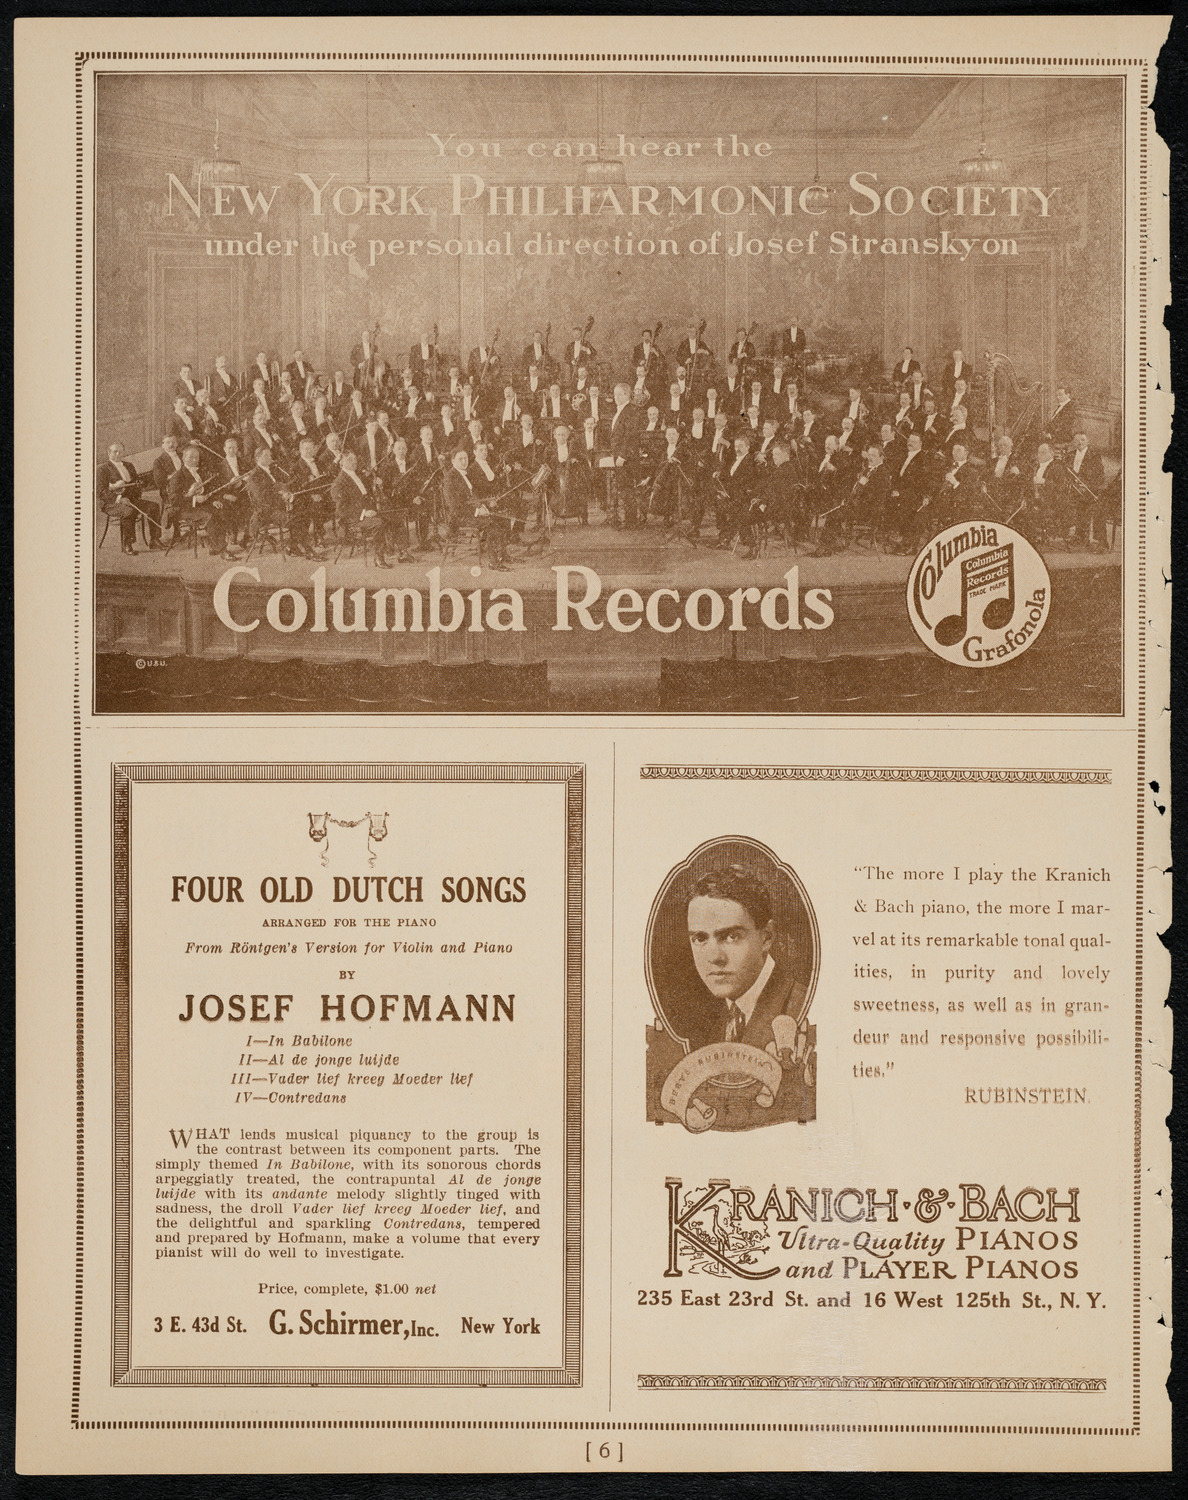 You can hear the
NEW YORK PHILHARMONIC SOCIETY
under the personal direction of Josef Stransky on
Columbia Records
Columbia
Columbia
Records
TRADE MARK
Grafonola
© U. & U.
FOUR OLD DUTCH SONGS
ARRANGED FOR THE PIANO
From Röntgen's Version for Violin and Piano
BY
JOSEF HOFMANN
I—In Babilone
II—Al de jonge luijde
III—Vader lief kreeg Moeder lief
IV—Contredans
WHAT lends musical piquancy to the group is
the contrast between its component parts. The
simply themed In Babilone, with its sonorous chords
arpeggiatly treated, the contrapuntal Al de jonge
luijde with its andante melody slightly tinged with
sadness, the droll Vader lief kreeg Moeder lief, and
the delightful and sparkling Contredans, tempered
and prepared by Hofmann, make a volume that every
pianist will do well to investigate.
Price, complete, $1.00 net
3 E. 43d St. G. Schirmer, Inc. New York
"The more I play the Kranich
& Bach piano, the more I mar-
vel at its remarkable tonal qual-
ities, in purity and lovely
sweetness, as well as in gran-
deur and responsive possibili-
ties."
RUBINSTEIN.
BERYL RUBINSTEIN
KRANICH·&·BACH
Ultra-Quality PIANOS
and PLAYER PIANOS
235 East 23rd St. and 16 West 125th St., N. Y.
[ 6 ]